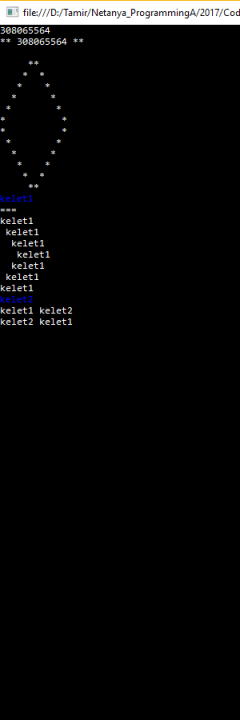 file:///D:/Tamir/Netanya_ProgrammingA/2017/Cod
308065564
** 308065564 **
      **
     *  *
    *    *
   *      *
  *        *
 *          *
 *          *
  *        *
   *      *
    *    *
     *  *
      **
kelet1
===
kelet1
 kelet1
  kelet1
   kelet1
  kelet1
 kelet1
kelet1
kelet2
kelet1 kelet2
kelet2 kelet1